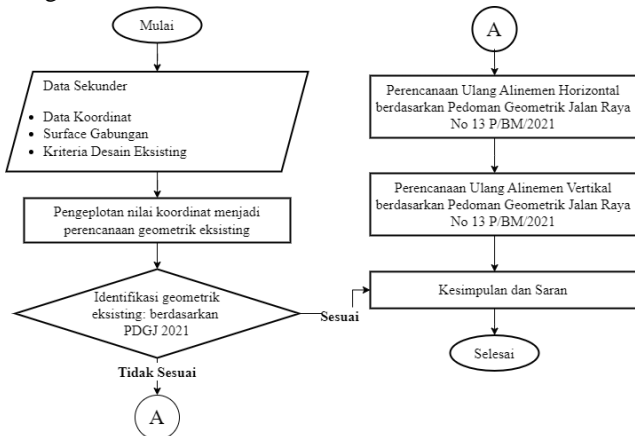 Mulai
Data Sekunder
• Data Koordinat
• Surface Gabungan
• Kriteria Desain Eksisting
Pengeplotan nilai koordinat menjadi
perencanaan geometrik eksisting
Identifikasi geometrik
eksisting: berdasarkan
PDGJ 2021
Sesuai
Tidak Sesuai
A
A
Perencanaan Ulang Alinemen Horizontal
berdasarkan Pedoman Geometrik Jalan Raya
No 13 P/BM/2021
Perencanaan Ulang Alinemen Vertikal
berdasarkan Pedoman Geometrik Jalan Raya
No 13 P/BM/2021
Kesimpulan dan Saran
Selesai